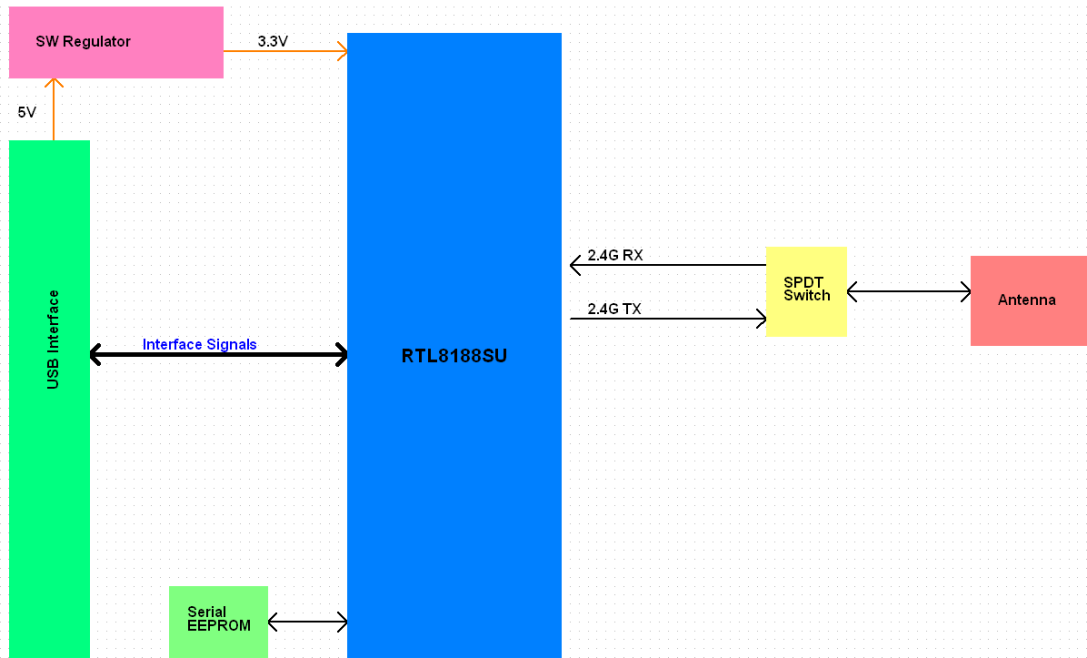 SW Regulator
3.3V
5V
2.4G RX
SPDT
Switch
Antenna
2.4G TX
USB Interface
Interface Signals
RTL8188SU
Serial
EEPROM